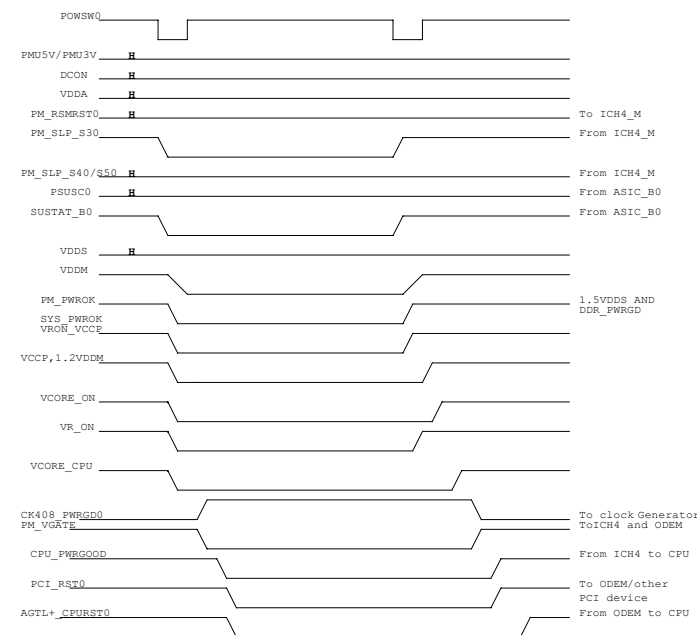 POWSW0
PMU5V/PMU3V H
DCON H
VDDA H
PM_RSMRST0 H To ICH4_M
PM_SLP_S30 From ICH4_M
PM_SLP_S40/S50 H From ICH4_M
PSUSC0 H From ASIC_B0
SUSTAT_B0 From ASIC_B0
VDDS H
VDDM
PM_PWROK 1.5VDDS AND
DDR_PWRGD
SYS_PWROK
VRON_VCCP
VCCP,1.2VDDM
VCORE_ON
VR_ON
VCORE_CPU
CK408_PWRGD0 To clock Generator
PM_VGATE ToICH4 and ODEM
CPU_PWRGOOD From ICH4 to CPU
PCI_RST0 To ODEM/other
PCI device
AGTL+_CPURST0 From ODEM to CPU